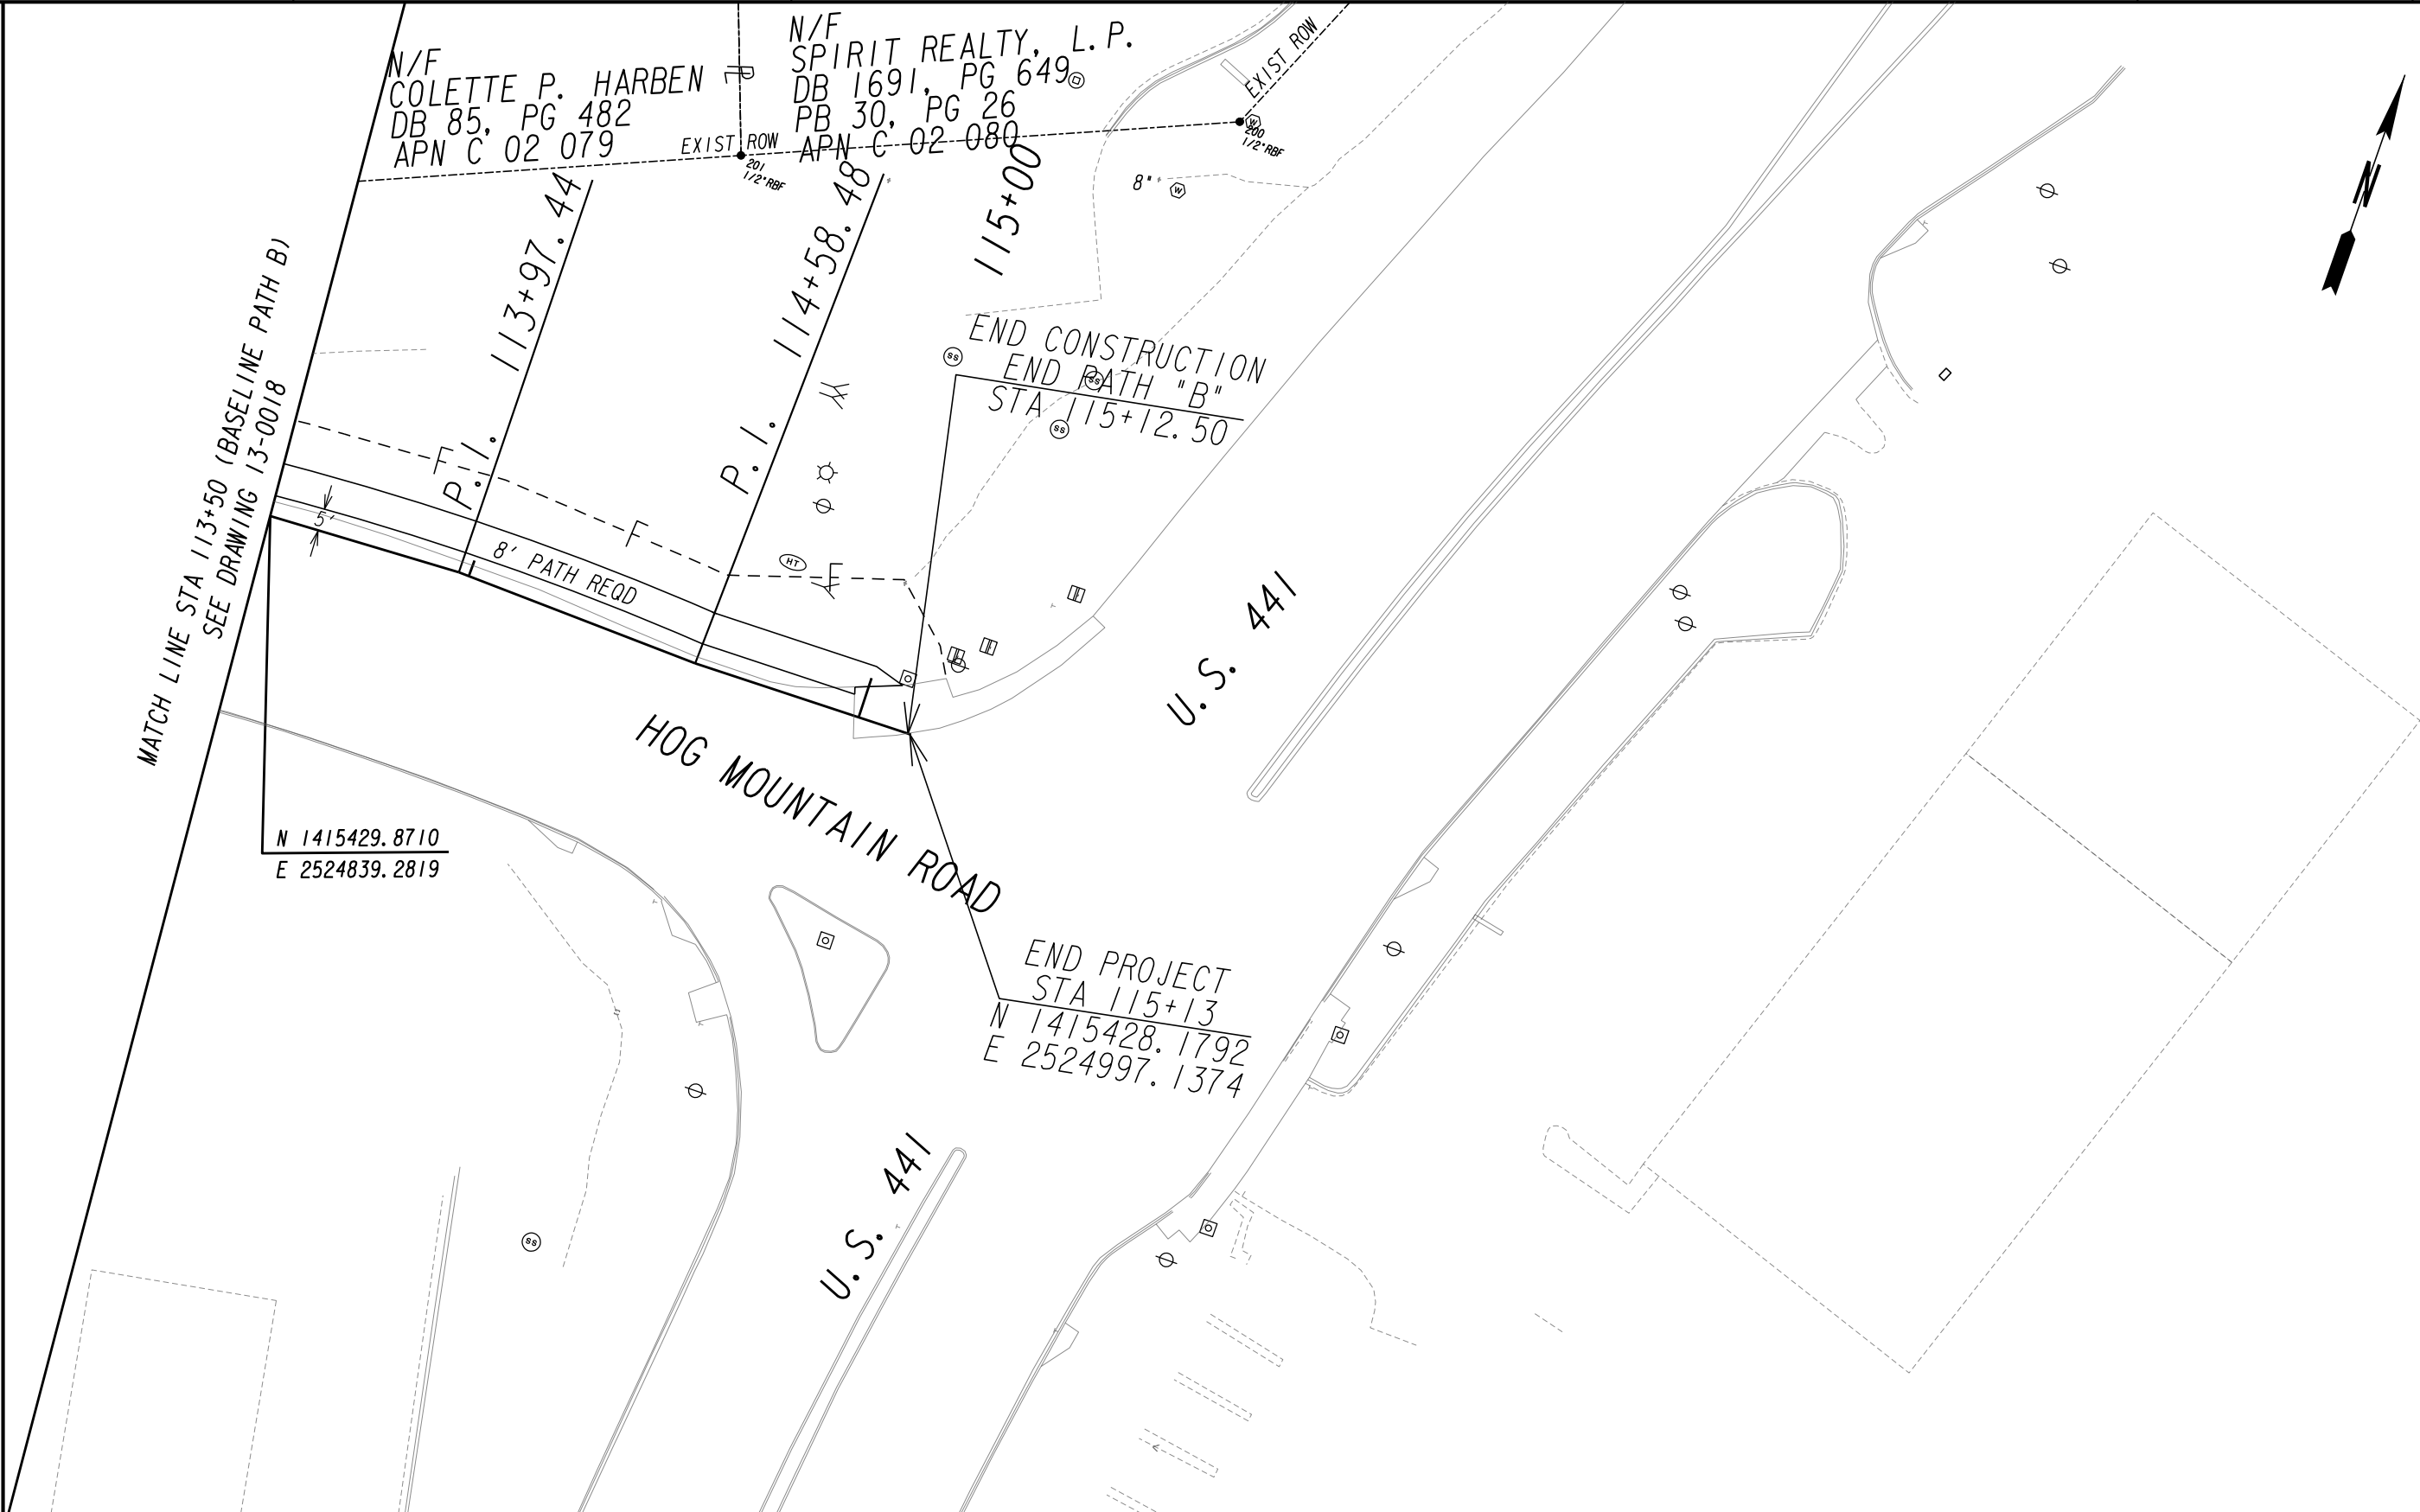 N/F
COLETTE P. HARBEN
DB 85, PG 482
APN C 02 079
N/F
SPIRIT REALTY, L.P.
DB 1691, PG 649
PB 30, PG 26
APN C 02 080
EXIST ROW
EXIST ROW
201
1/2"RBF
W
200
1/2"RBF
8"
W
N
115+00
P.I. 113+97.44
P.I. 114+58.48
MATCH LINE STA 113+50 (BASELINE PATH B)
SEE DRAWING 13-0018
END CONSTRUCTION
END PATH "B"
STA 115+12.50
SS
SS
SS
F
F
F
HT
5'
8' PATH REQD
U.S. 441
HOG MOUNTAIN ROAD
N 1415429.8710
E 2524839.2819
END PROJECT
STA 115+13
N 1415428.1792
E 2524997.1374
U.S. 441
SS